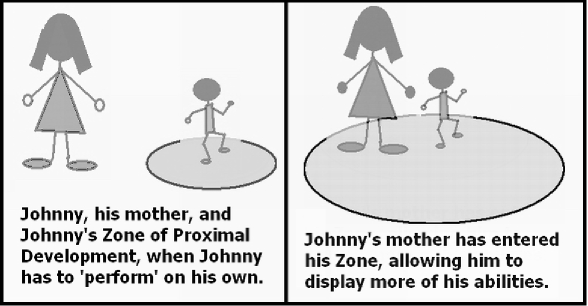 Johnny, his mother, and
Johnny's Zone of Proximal
Development, when Johnny
has to 'perform' on his own.
Johnny's mother has entered
his Zone, allowing him to
display more of his abilities.